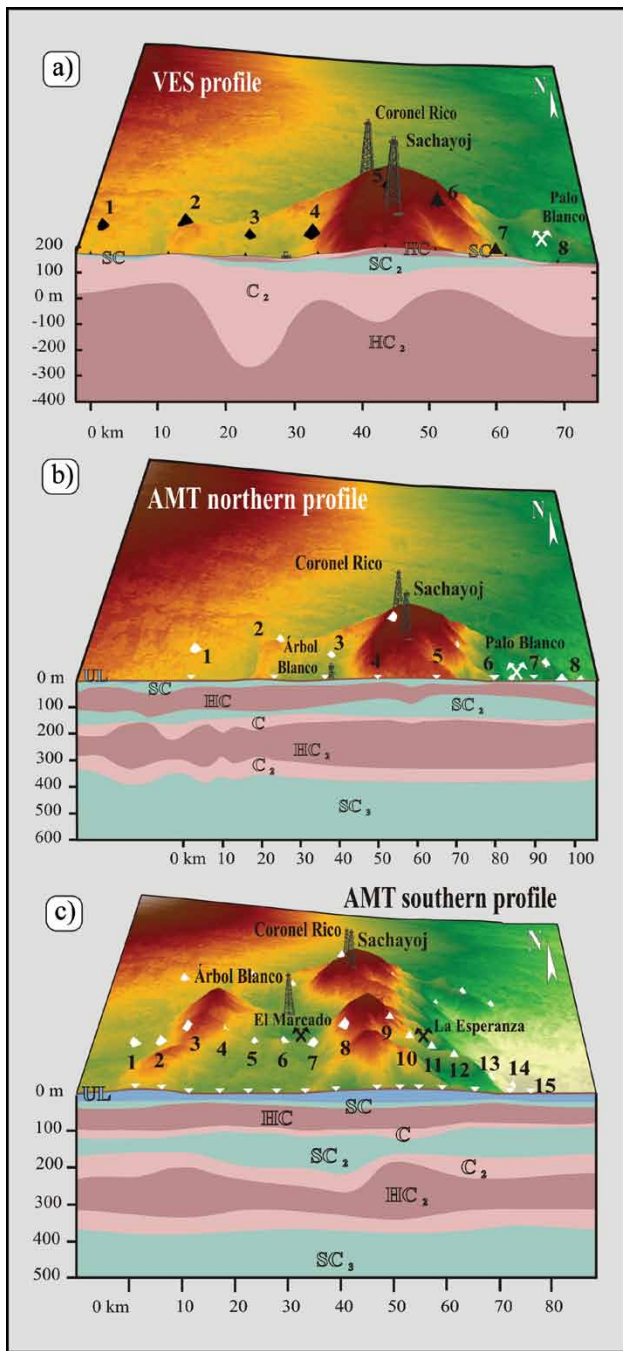 a)
VES profile
N
Coronel Rico
Sachayoj
1
2
3
4
5
6
7
Palo
Blanco
8
200
100
0 m
-100
-200
-300
-400
SC
HC
SC
SC₂
C₂
HC₂
0 km 10 20 30 40 50 60 70
b)
AMT northern profile
N
Coronel Rico
Sachayoj
1
2
Árbol
Blanco
3
4
5
Palo Blanco
6
7
8
UL
0 m
100
200
300
400
500
600
SC
HC
SC₂
C
HC₂
C₂
SC₃
0 km 10 20 30 40 50 60 70 80 90 100
c)
AMT southern profile
N
Coronel Rico
Sachayoj
Árbol Blanco
El Marcado
La Esperanza
1
2
3
4
5
6
7
8
9
10
11
12
13
14
15
UL
0 m
100
200
300
400
500
SC
HC
C
SC₂
C₂
HC₂
SC₃
0 km 10 20 30 40 50 60 70 80